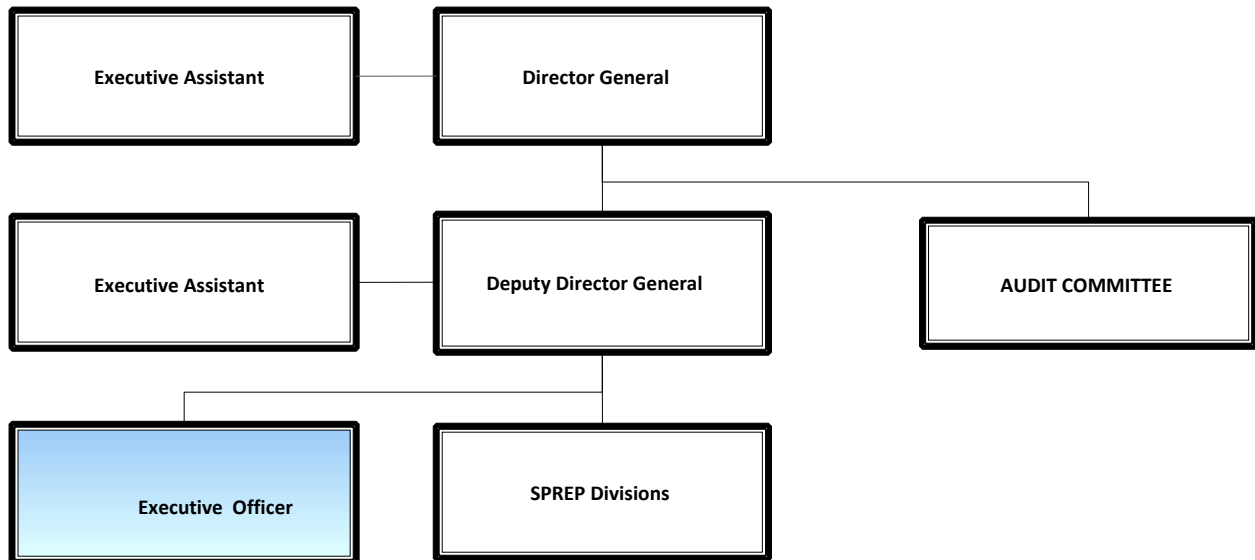 Executive Assistant
Director General
Executive Assistant
Deputy Director General
AUDIT COMMITTEE
Executive  Officer
SPREP Divisions